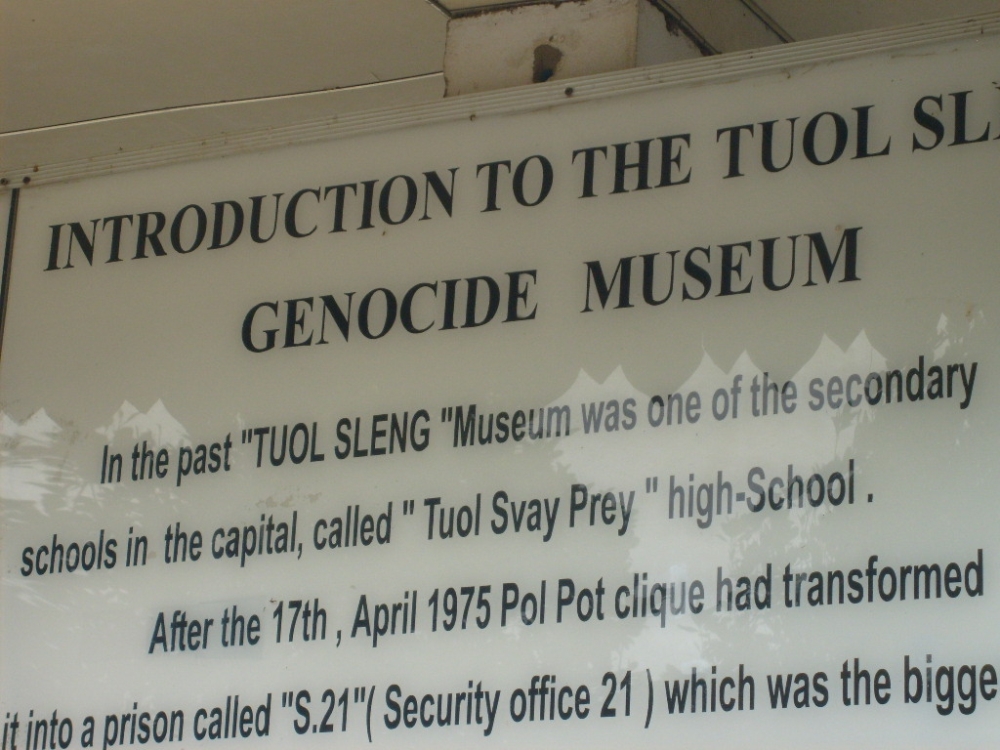 INTRODUCTION TO THE TUOL
GENOCIDE MUSEUM
In the past "TUOL SLENG "Museum was one of the secondary
schools in the capital, called " Tuol Svay Prey " high-School .
After the 17th , April 1975 Pol Pot clique had transformed
it into a prison called "S.21"( Security office 21 ) which was the